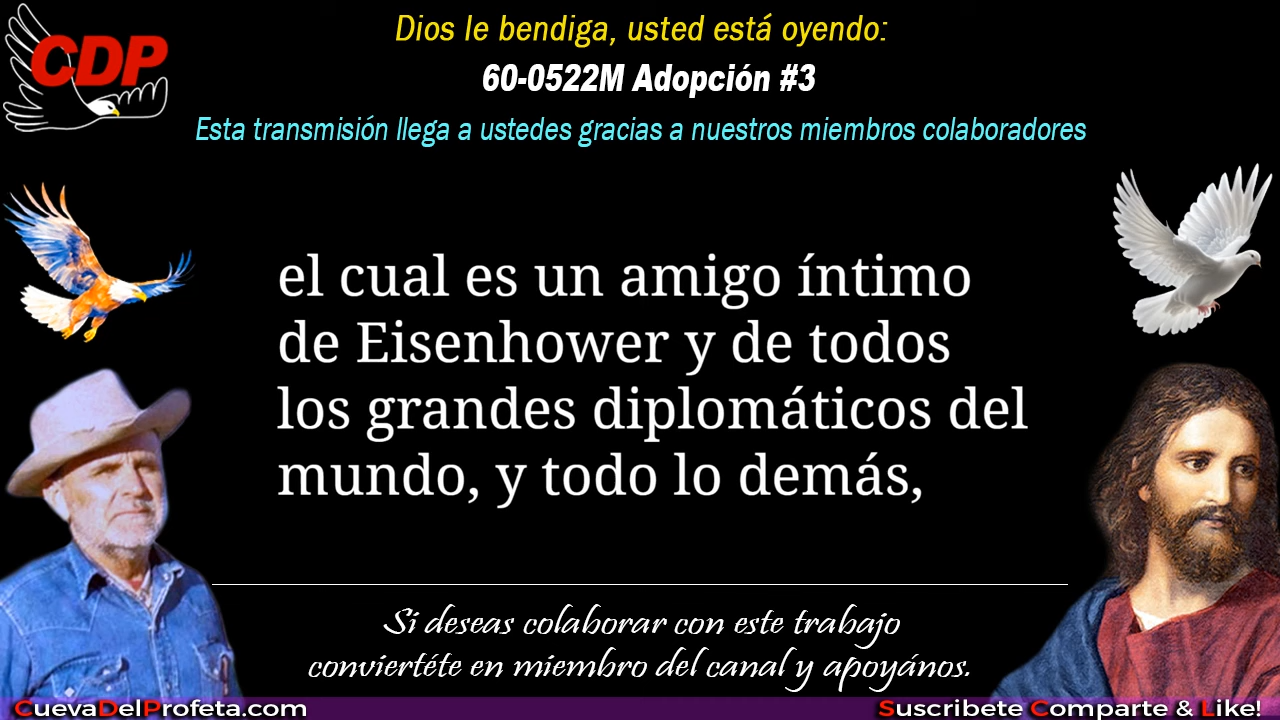 CDP
Dios le bendiga, usted está oyendo:
60-0522M Adopción #3
Esta transmisión llega a ustedes gracias a nuestros miembros colaboradores
el cual es un amigo íntimo
de Eisenhower y de todos
los grandes diplomáticos del
mundo, y todo lo demás,
Si deseas colaborar con este trabajo
conviertéte en miembro del canal y apoyános.
CuevaDelProfeta.com
Suscribete Comparte & Like!